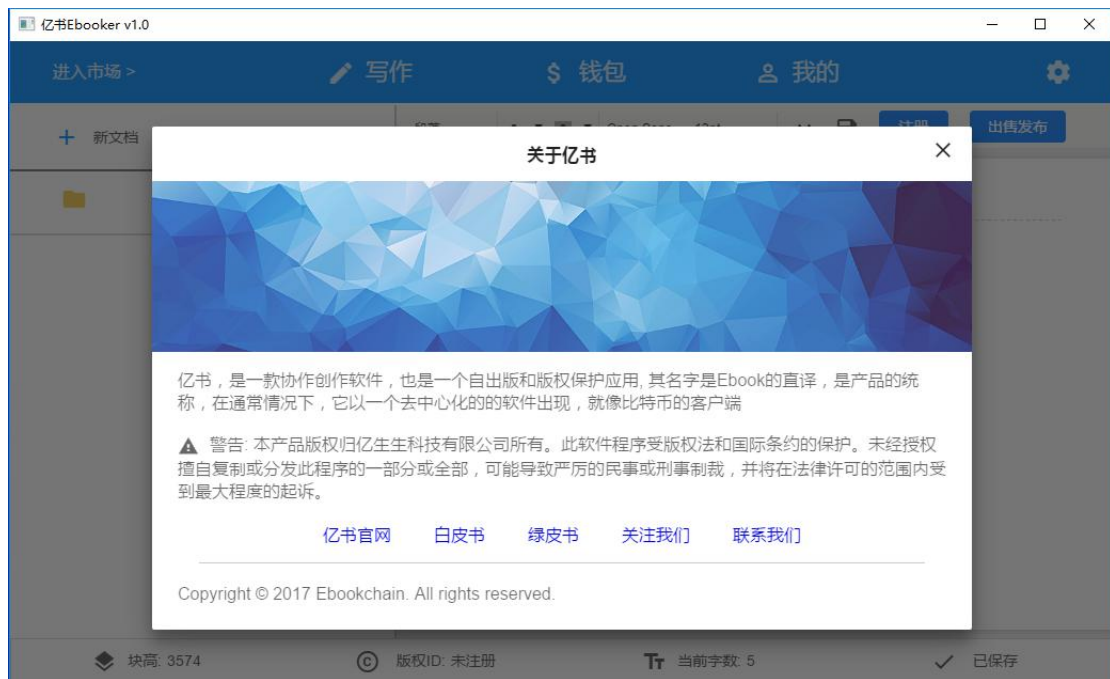 亿书Ebooker v1.0
进入市场 >
写作
钱包
我的
新文档
注册
出售发布
关于亿书
亿书，是一款协作创作软件，也是一个自出版和版权保护应用, 其名字是Ebook的直译，是产品的统
称，在通常情况下，它以一个去中心化的的软件出现，就像比特币的客户端
警告: 本产品版权归亿生生科技有限公司所有。此软件程序受版权法和国际条约的保护。未经授权
擅自复制或分发此程序的一部分或全部，可能导致严厉的民事或刑事制裁，并将在法律许可的范围内受
到最大程度的起诉。
亿书官网 白皮书 绿皮书 关注我们 联系我们
Copyright © 2017 Ebookchain. All rights reserved.
块高: 3574
版权ID: 未注册
当前字数: 5
已保存